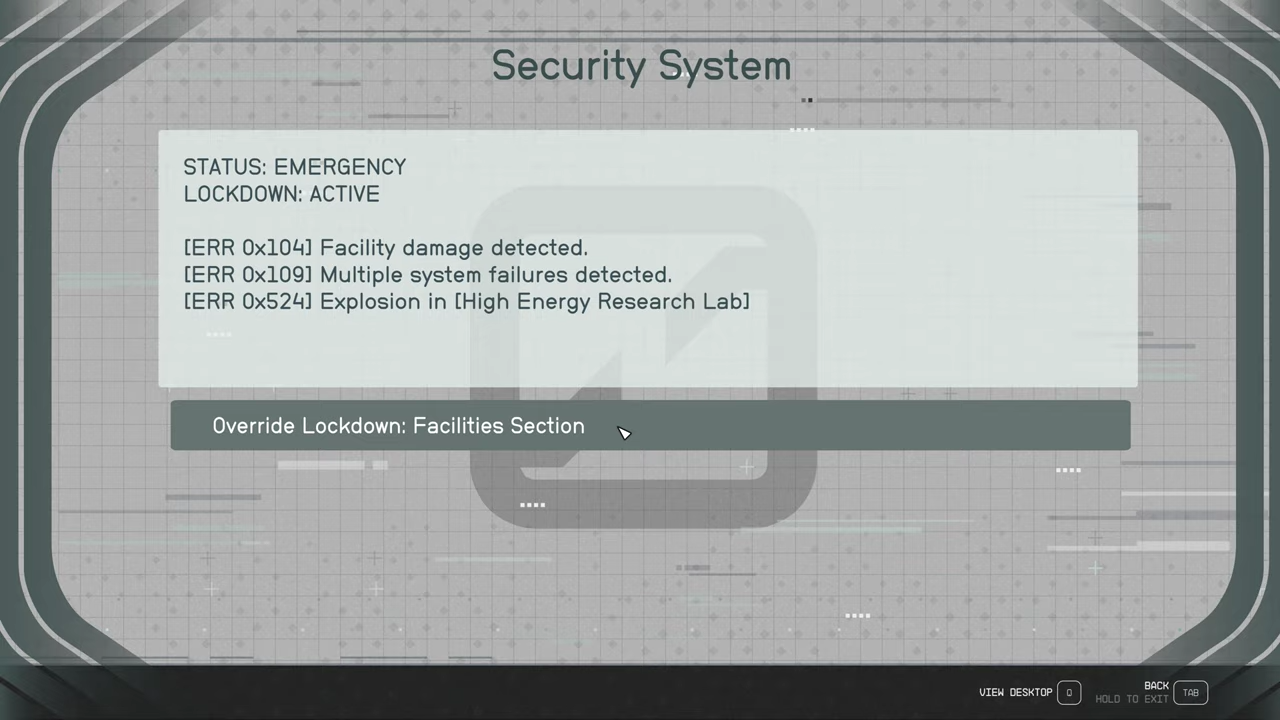 Security System
STATUS: EMERGENCY
LOCKDOWN: ACTIVE
[ERR 0x104] Facility damage detected.
[ERR 0x109] Multiple system failures detected.
[ERR 0x524] Explosion in [High Energy Research Lab]
Override Lockdown: Facilities Section
VIEW DESKTOP Q
BACK
HOLD TO EXIT TAB